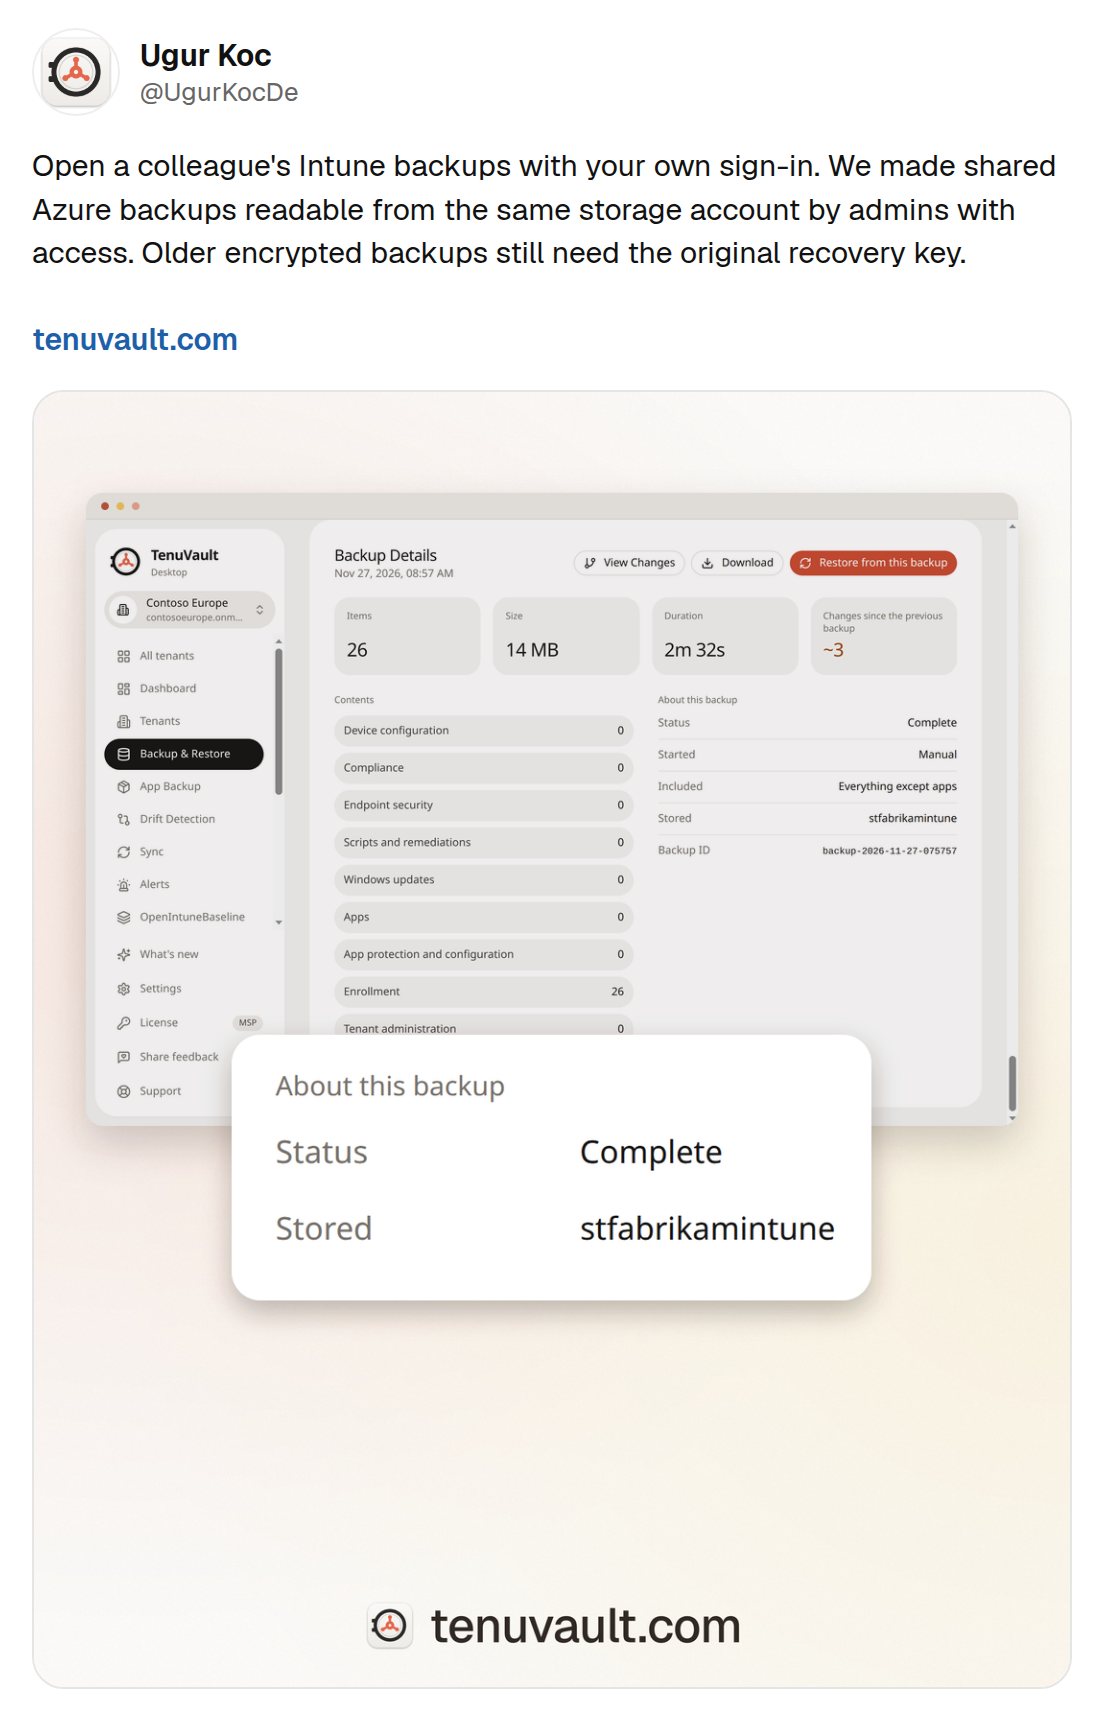 Ugur Koc
@UgurKocDe
Open a colleague's Intune backups with your own sign-in. We made shared
Azure backups readable from the same storage account by admins with
access. Older encrypted backups still need the original recovery key.
tenuvault.com
TenuVault
Desktop
Contoso Europe
contosoeurope.onm...
All tenants
Dashboard
Tenants
Backup & Restore
App Backup
Drift Detection
Sync
Alerts
OpenIntuneBaseline
What's new
Settings
License MSP
Share feedback
Support
Backup Details
Nov 27, 2026, 08:57 AM
View Changes
Download
Restore from this backup
Items
26
Size
14 MB
Duration
2m 32s
Changes since the previous
backup
~3
Contents
Device configuration 0
Compliance 0
Endpoint security 0
Scripts and remediations 0
Windows updates 0
Apps 0
App protection and configuration 0
Enrollment 26
Tenant administration 0
About this backup
Status Complete
Started Manual
Included Everything except apps
Stored stfabrikamintune
Backup ID backup-2026-11-27-075757
About this backup
Status Complete
Stored stfabrikamintune
tenuvault.com